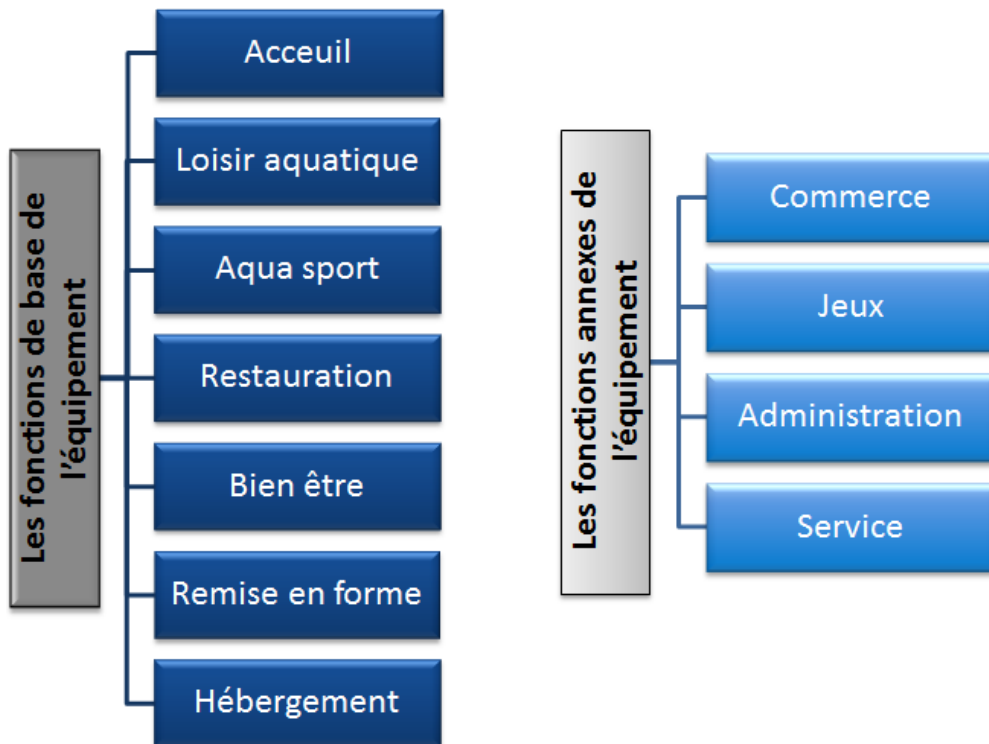 Les fonctions de base de
l'équipement
Acceuil
Loisir aquatique
Aqua sport
Restauration
Bien être
Remise en forme
Hébergement
Les fonctions annexes de
l'équipement
Commerce
Jeux
Administration
Service